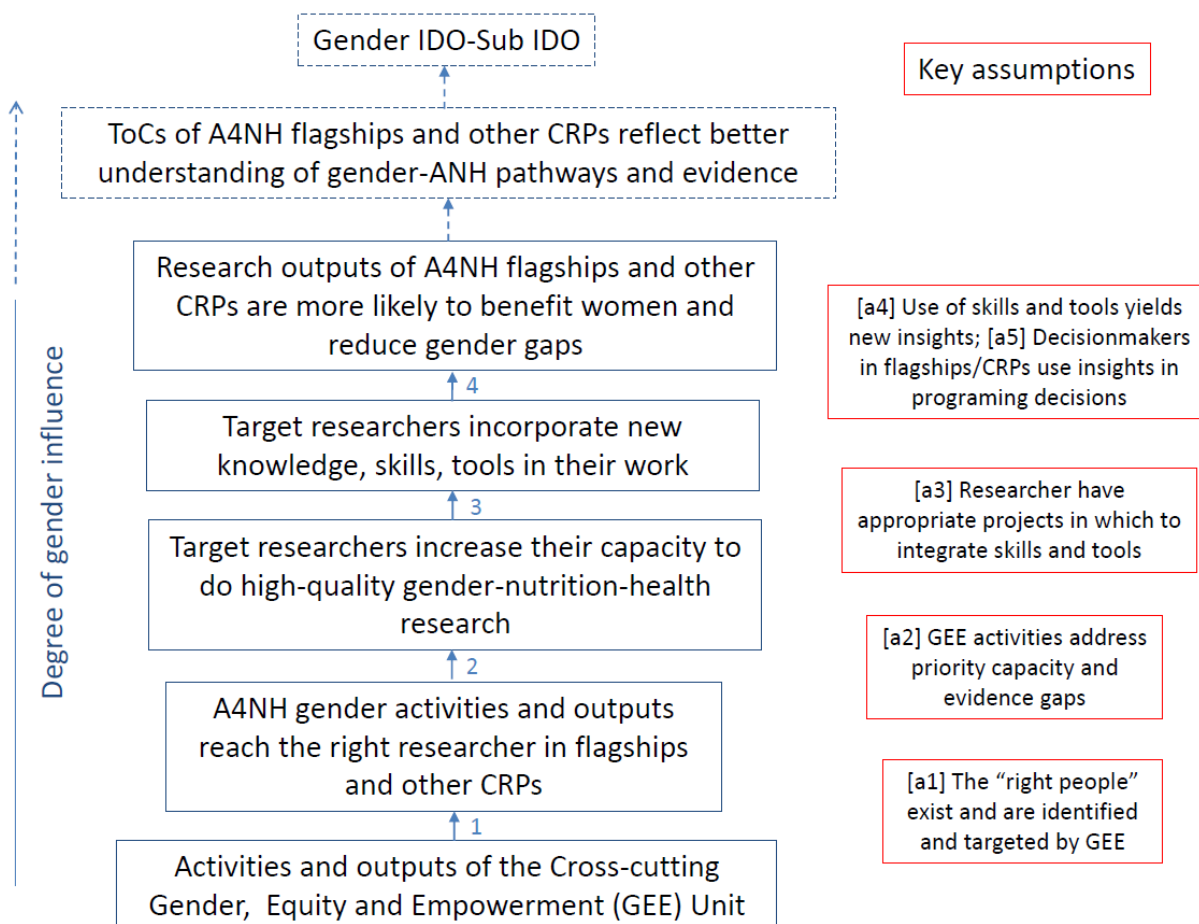 Gender IDO-Sub IDO
Key assumptions
ToCs of A4NH flagships and other CRPs reflect better
understanding of gender-ANH pathways and evidence
Research outputs of A4NH flagships and other
CRPs are more likely to benefit women and
reduce gender gaps
[a4] Use of skills and tools yields
new insights; [a5] Decisionmakers
in flagships/CRPs use insights in
programing decisions
4
Target researchers incorporate new
knowledge, skills, tools in their work
[a3] Researcher have
appropriate projects in which to
integrate skills and tools
3
Target researchers increase their capacity to
do high-quality gender-nutrition-health
research
[a2] GEE activities address
priority capacity and
evidence gaps
2
A4NH gender activities and outputs
reach the right researcher in flagships
and other CRPs
[a1] The “right people”
exist and are identified
and targeted by GEE
1
Activities and outputs of the Cross-cutting
Gender,  Equity and Empowerment (GEE) Unit
Degree of gender influence